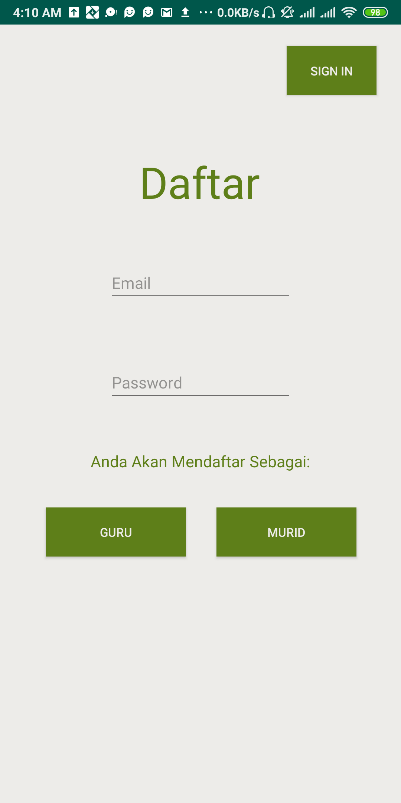 4:10 AM ... 0.0KB/s 98
SIGN IN
Daftar
Email
Password
Anda Akan Mendaftar Sebagai:
GURU
MURID